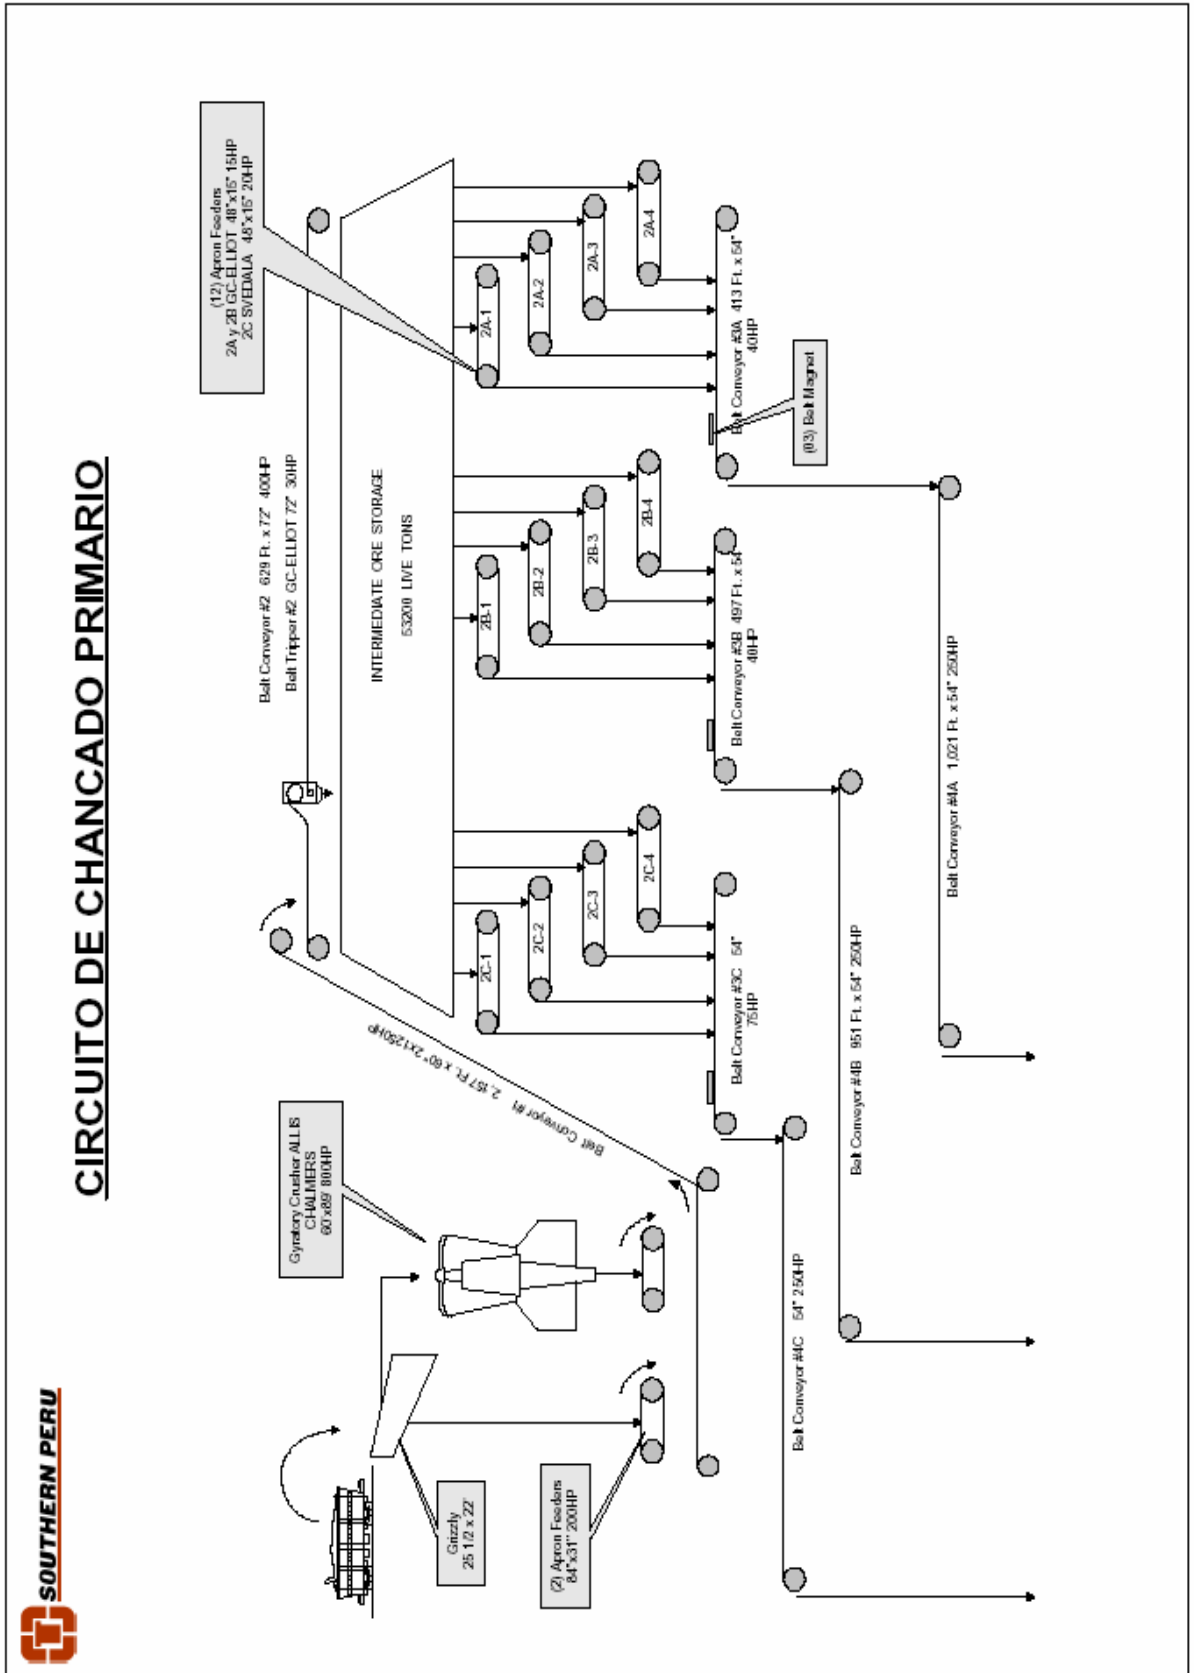 SOUTHERN PERU
CIRCUITO DE CHANCADO PRIMARIO
(12) Apron Feeders
2A y 2B GC-ELLIOT 48"x15" 15HP
2C SVEDALA 48"x15" 20HP
Belt Conveyor #2 629 Ft. x 72" 400HP
Belt Tripper #2 GC-ELLIOT 72" 30HP
Gyratory Crusher ALLIS
CHALMERS
60"x89" 800HP
INTERMEDIATE ORE STORAGE
53200 LIVE TONS
Belt Conveyor #1 2,157 Ft. x 60" 2x1250HP
Grizzly
25 1/2 x 22'
(2) Apron Feeders
84"x31" 200HP
2C-1
2C-2
2C-3
2C-4
2B-1
2B-2
2B-3
2B-4
2A-1
2A-2
2A-3
2A-4
Belt Conveyor #3C 54"
75HP
Belt Conveyor #3B 497 Ft. x 54"
40HP
Belt Conveyor #3A 413 Ft. x 54"
40HP
(03) Belt Magnet
Belt Conveyor #4C 54" 250HP
Belt Conveyor #4B 951 Ft. x 54" 250HP
Belt Conveyor #4A 1,021 Ft. x 54" 250HP